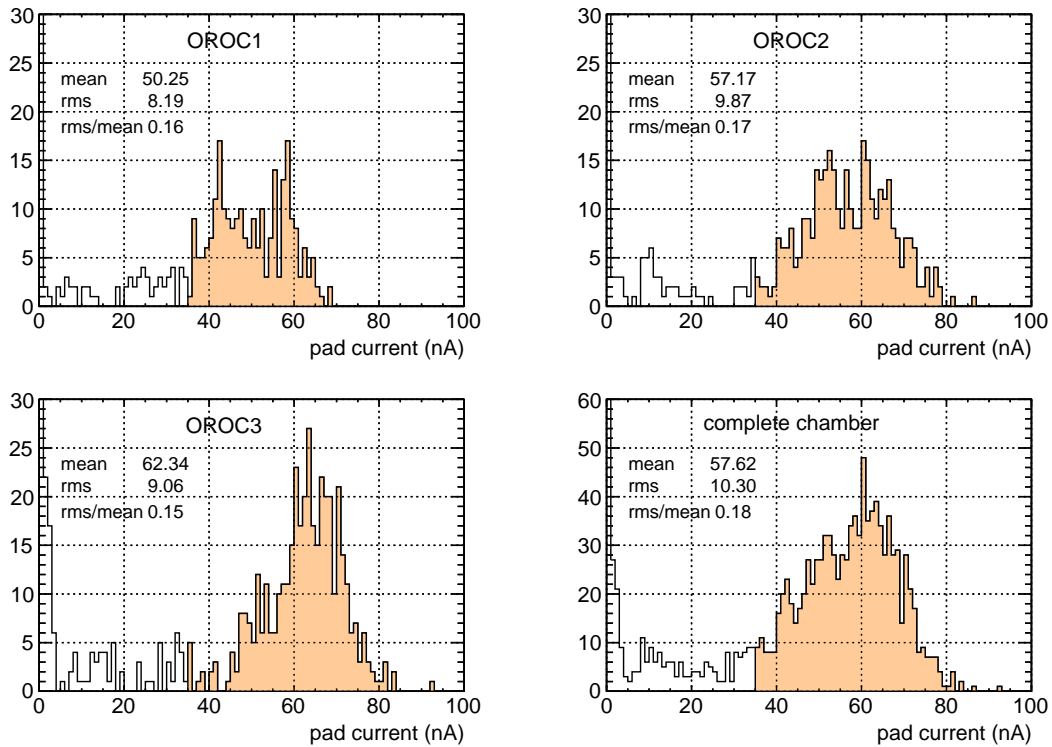 OROC1
mean 50.25
rms 8.19
rms/mean 0.16
30
25
20
15
10
5
0
0 20 40 60 80 100
pad current (nA)
OROC2
mean 57.17
rms 9.87
rms/mean 0.17
30
25
20
15
10
5
0
0 20 40 60 80 100
pad current (nA)
OROC3
mean 62.34
rms 9.06
rms/mean 0.15
30
25
20
15
10
5
0
0 20 40 60 80 100
pad current (nA)
complete chamber
mean 57.62
rms 10.30
rms/mean 0.18
60
50
40
30
20
10
0
0 20 40 60 80 100
pad current (nA)